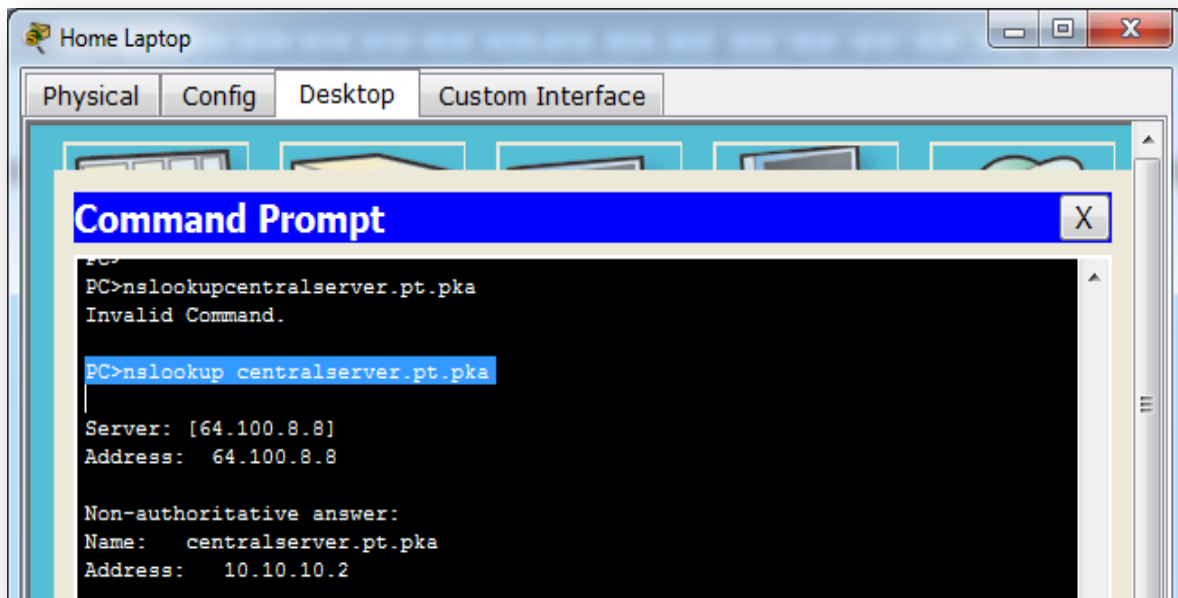 Home Laptop
X
Physical Config Desktop Custom Interface
Command Prompt
X
PC>
PC>nslookupcentralserver.pt.pka
Invalid Command.
PC>nslookup centralserver.pt.pka
Server: [64.100.8.8]
Address:  64.100.8.8
Non-authoritative answer:
Name:   centralserver.pt.pka
Address:   10.10.10.2